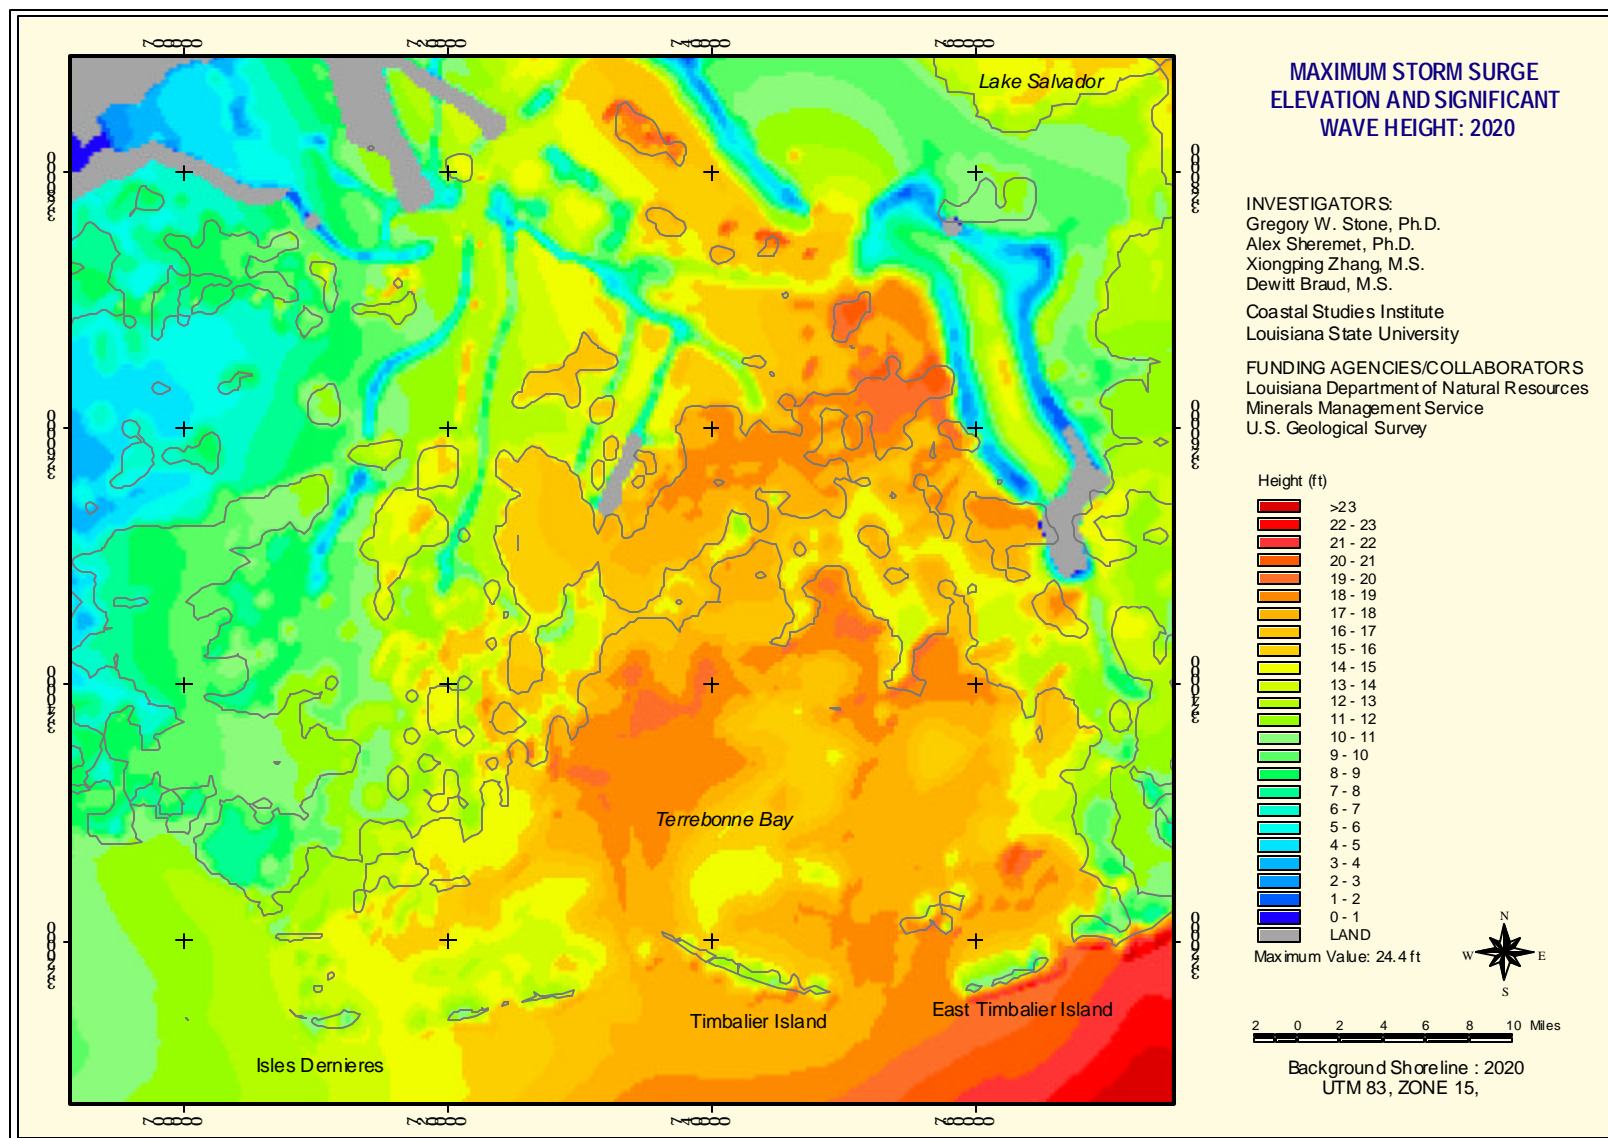 MAXIMUM STORM SURGE
ELEVATION AND SIGNIFICANT
WAVE HEIGHT: 2020
INVESTIGATORS:
Gregory W. Stone, Ph.D.
Alex Sheremet, Ph.D.
Xiongping Zhang, M.S.
Dewitt Braud, M.S.
Coastal Studies Institute
Louisiana State University
FUNDING AGENCIES/COLLABORATORS
Louisiana Department of Natural Resources
Minerals Management Service
U.S. Geological Survey
Height (ft)
>23
22 - 23
21 - 22
20 - 21
19 - 20
18 - 19
17 - 18
16 - 17
15 - 16
14 - 15
13 - 14
12 - 13
11 - 12
10 - 11
9 - 10
8 - 9
7 - 8
6 - 7
5 - 6
4 - 5
3 - 4
2 - 3
1 - 2
0 - 1
LAND
Maximum Value: 24.4 ft
N
W E
S
2 0 2 4 6 8 10 Miles
Background Shoreline : 2020
UTM 83, ZONE 15,
Lake Salvador
Terrebonne Bay
Timbalier Island
East Timbalier Island
Isles Dernieres